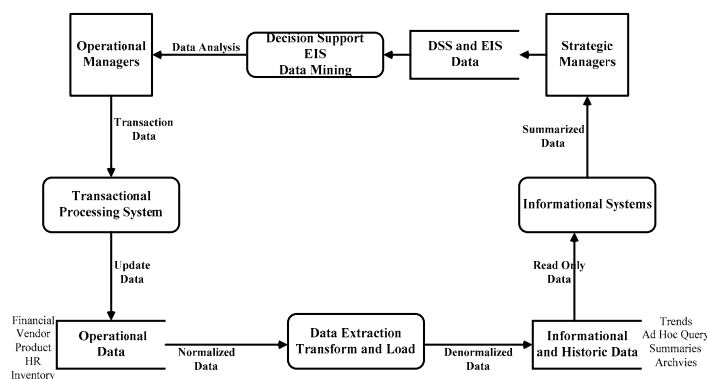 Operational
Managers
Data Analysis
Decision Support
EIS
Data Mining
DSS and EIS
Data
Strategic
Managers
Transaction
Data
Summarized
Data
Transactional
Processing System
Informational Systems
Update
Data
Read Only
Data
Financial
Vendor
Product
HR
Inventory
Operational
Data
Normalized
Data
Data Extraction
Transform and Load
Denormalized
Data
Informational
and Historic Data
Trends
Ad Hoc Query
Summaries
Archvies